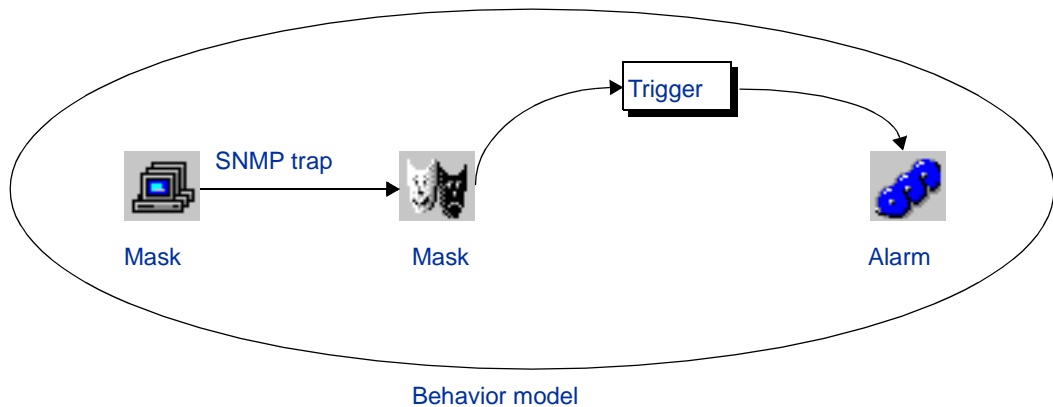 Trigger
SNMP trap
Mask
Mask
Alarm
Behavior model